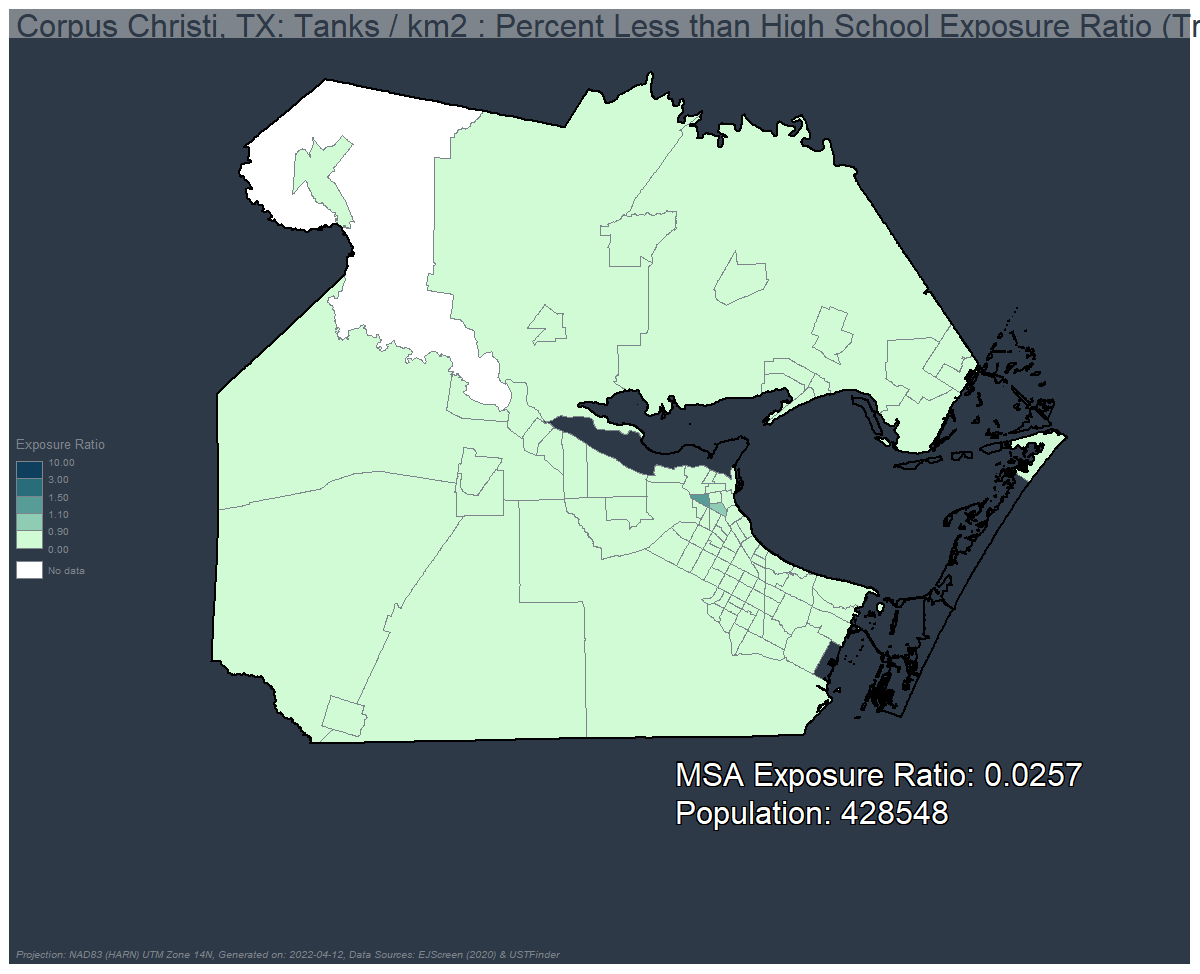 Corpus Christi, TX: Tanks / km2 : Percent Less than High School Exposure Ratio (Tr
Exposure Ratio
10.00
3.00
1.50
1.10
0.90
0.00
No data
MSA Exposure Ratio: 0.0257
Population: 428548
Projection: NAD83 (HARN) UTM Zone 14N, Generated on: 2022-04-12, Data Sources: EJScreen (2020) & USTFinder